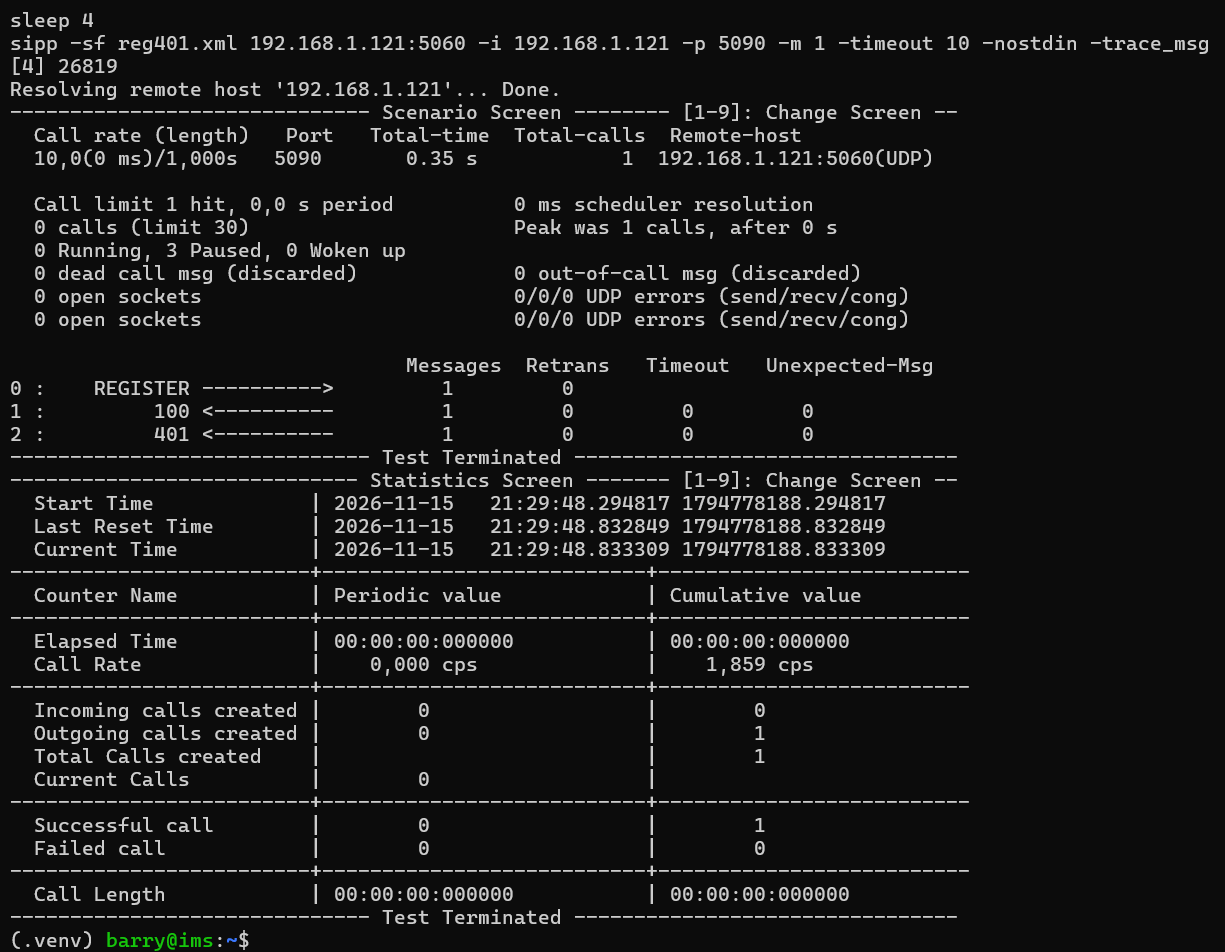 sleep 4
sipp -sf reg401.xml 192.168.1.121:5060 -i 192.168.1.121 -p 5090 -m 1 -timeout 10 -nostdin -trace_msg
[4] 26819
Resolving remote host '192.168.1.121'... Done.
------------------------------ Scenario Screen -------- [1-9]: Change Screen --
  Call rate (length)   Port   Total-time  Total-calls  Remote-host
  10,0(0 ms)/1,000s   5090       0.35 s            1  192.168.1.121:5060(UDP)

  Call limit 1 hit, 0,0 s period          0 ms scheduler resolution
  0 calls (limit 30)                      Peak was 1 calls, after 0 s
  0 Running, 3 Paused, 0 Woken up
  0 dead call msg (discarded)             0 out-of-call msg (discarded)
  0 open sockets                          0/0/0 UDP errors (send/recv/cong)
  0 open sockets                          0/0/0 UDP errors (send/recv/cong)

                                 Messages  Retrans   Timeout   Unexpected-Msg
0 :    REGISTER ---------->         1         0
1 :         100 <----------         1         0         0         0
2 :         401 <----------         1         0         0         0
------------------------------ Test Terminated --------------------------------
----------------------------- Statistics Screen ------- [1-9]: Change Screen --
  Start Time             | 2026-11-15   21:29:48.294817 1794778188.294817
  Last Reset Time        | 2026-11-15   21:29:48.832849 1794778188.832849
  Current Time           | 2026-11-15   21:29:48.833309 1794778188.833309
-------------------------+---------------------------+--------------------------
  Counter Name           | Periodic value            | Cumulative value
-------------------------+---------------------------+--------------------------
  Elapsed Time           | 00:00:00:000000           | 00:00:00:000000
  Call Rate              |    0,000 cps              |    1,859 cps
-------------------------+---------------------------+--------------------------
  Incoming calls created |        0                  |        0
  Outgoing calls created |        0                  |        1
  Total Calls created    |                           |        1
  Current Calls          |        0                  |
-------------------------+---------------------------+--------------------------
  Successful call        |        0                  |        1
  Failed call            |        0                  |        0
-------------------------+---------------------------+--------------------------
  Call Length            | 00:00:00:000000           | 00:00:00:000000
------------------------------ Test Terminated --------------------------------
(.venv) barry@ims:~$